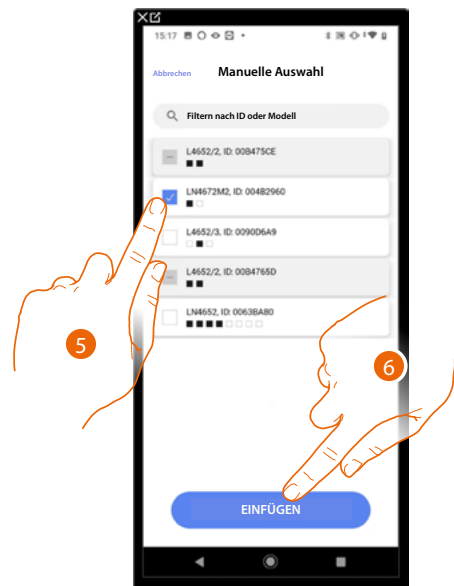 15:17
Abbrechen Manuelle Auswahl
Filtern nach ID oder Modell
L4652/2, ID: 00B475CE
LN4672M2, ID: 004B2960
L4652/3, ID: 0090D6A9
L4652/2, ID: 00B4765D
LN4652, ID: 0063BA80
5
6
EINFÜGEN